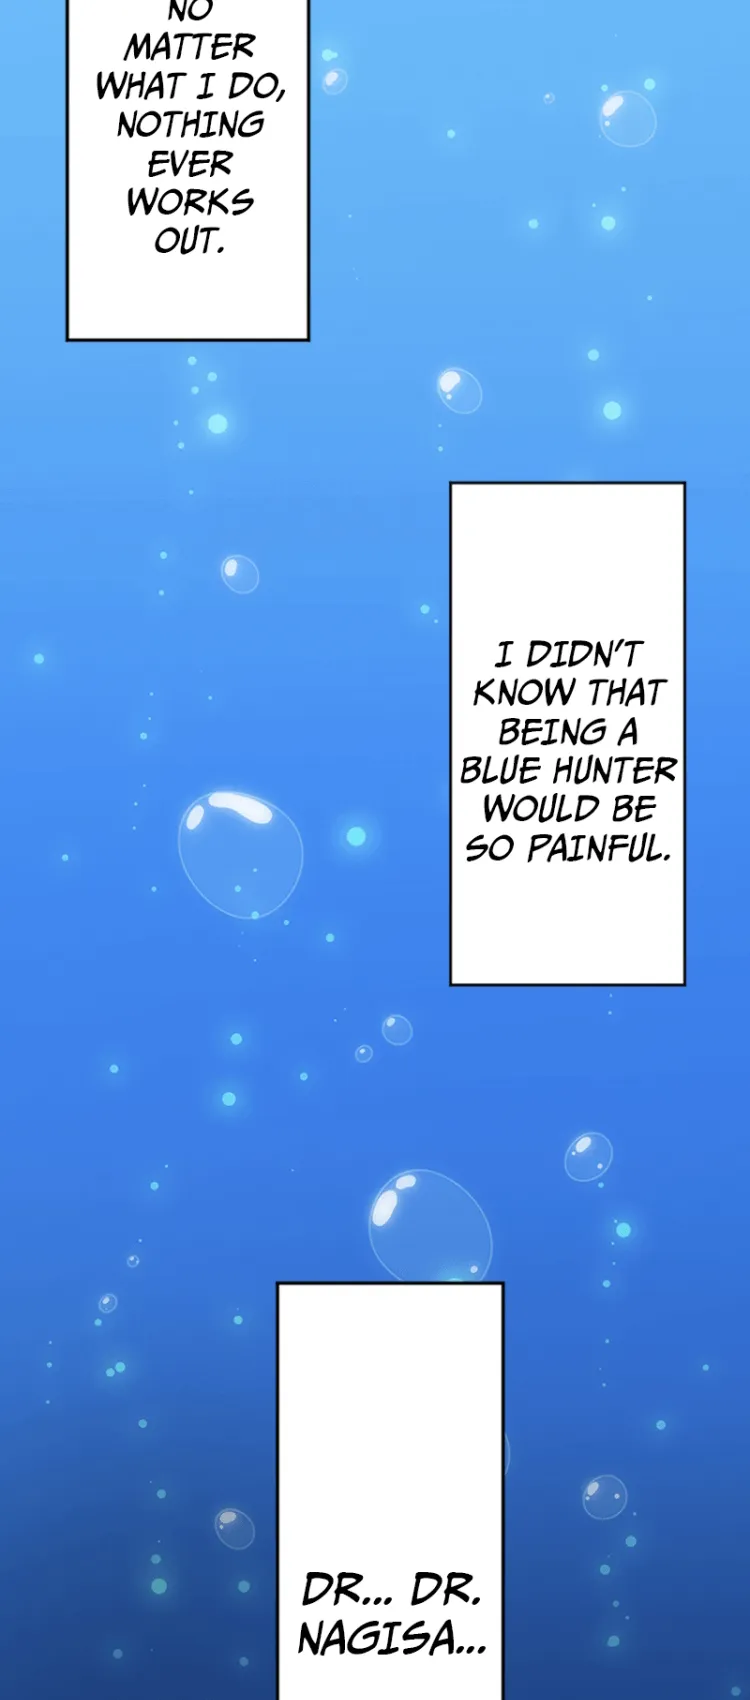 NO
MATTER
WHAT I DO,
NOTHING
EVER
WORKS
OUT.
I DIDN'T
KNOW THAT
BEING A
BLUE HUNTER
WOULD BE
SO PAINFUL.
DR... DR.
NAGISA...